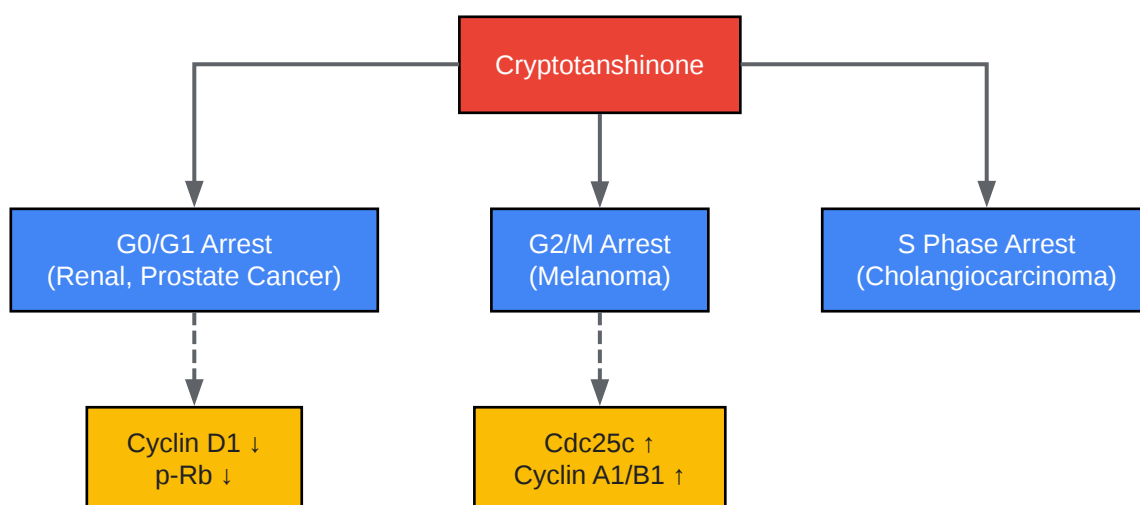 Cryptotanshinone
G0/G1 Arrest
(Renal, Prostate Cancer)
G2/M Arrest
(Melanoma)
S Phase Arrest
(Cholangiocarcinoma)
Cyclin D1 ↓
p-Rb ↓
Cdc25c ↑
Cyclin A1/B1 ↑